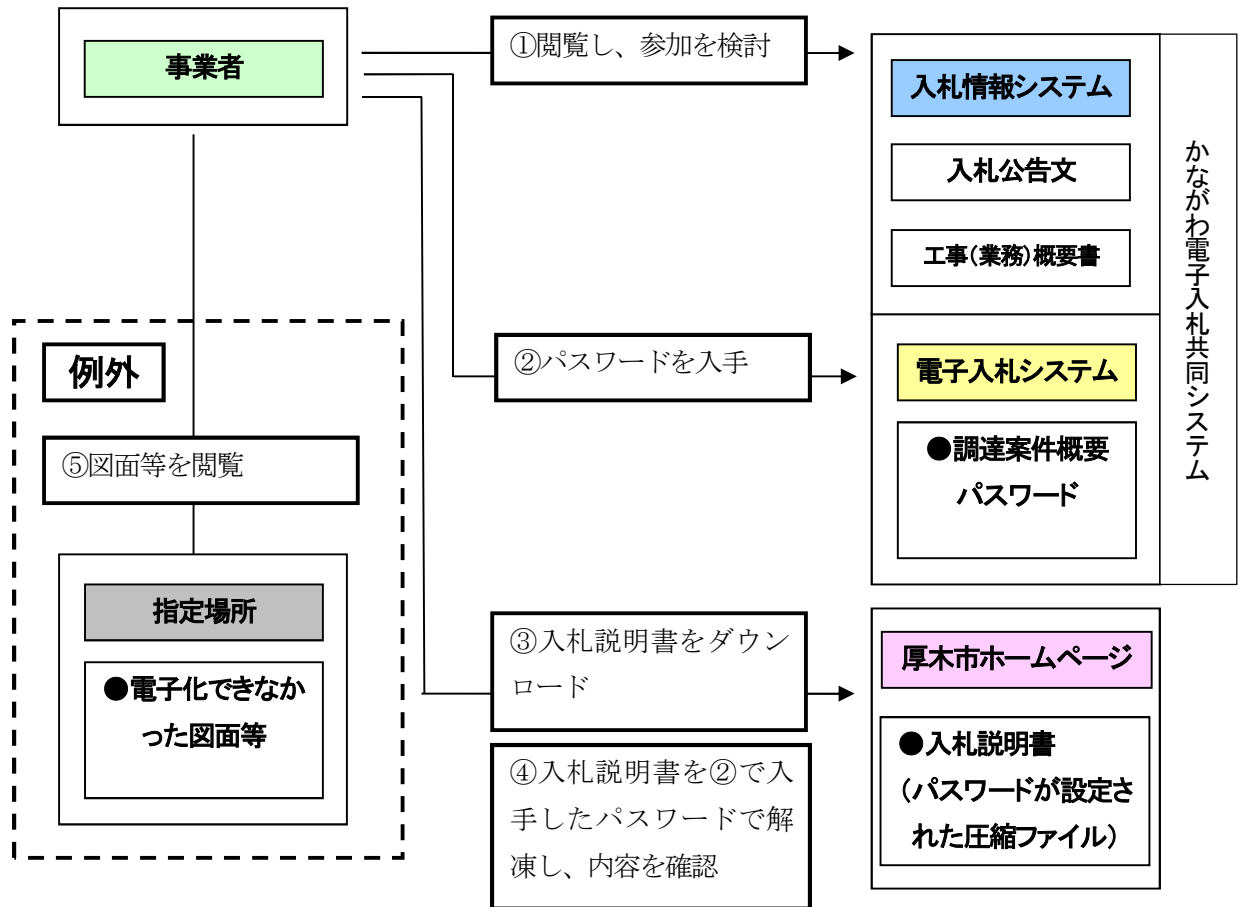 事業者
①閲覧し、参加を検討
入札情報システム
入札公告文
工事(業務)概要書
かながわ電子入札共同システム
②パスワードを入手
電子入札システム
●調達案件概要
パスワード
例外
⑤図面等を閲覧
指定場所
●電子化できなか
った図面等
③入札説明書をダウン
ロード
④入札説明書を②で入
手したパスワードで解
凍し、内容を確認
厚木市ホームページ
●入札説明書
(パスワードが設定さ
れた圧縮ファイル)